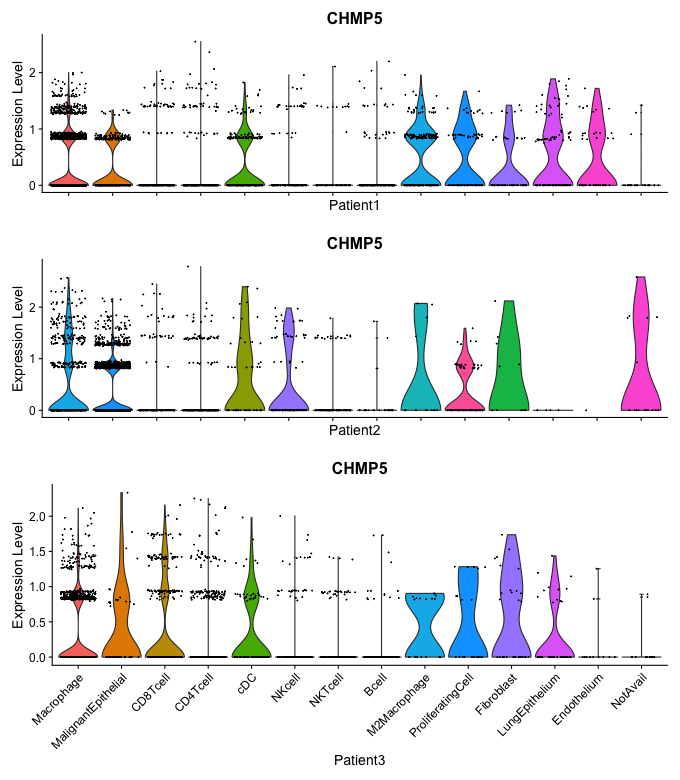 CHMP5
Expression Level
2
1
0
Patient1
CHMP5
Expression Level
2
1
0
Patient2
CHMP5
Expression Level
2.0
1.5
1.0
0.5
0.0
Macrophage
MalignantEpithelial
CD8Tcell
CD4Tcell
cDC
NKcell
NKTcell
Bcell
M2Macrophage
ProliferatingCell
Fibroblast
LungEpithelium
Endothelium
NotAvail
Patient3